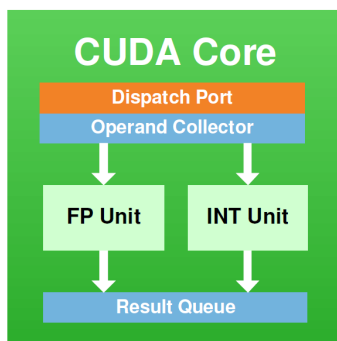 CUDA Core
Dispatch Port
Operand Collector
FP Unit
INT Unit
Result Queue